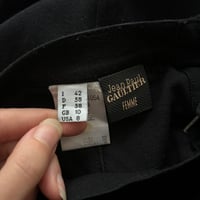 I 42
D 38
F 38
GB 10
USA 8
Jean Paul
GAULTIER
FEMME